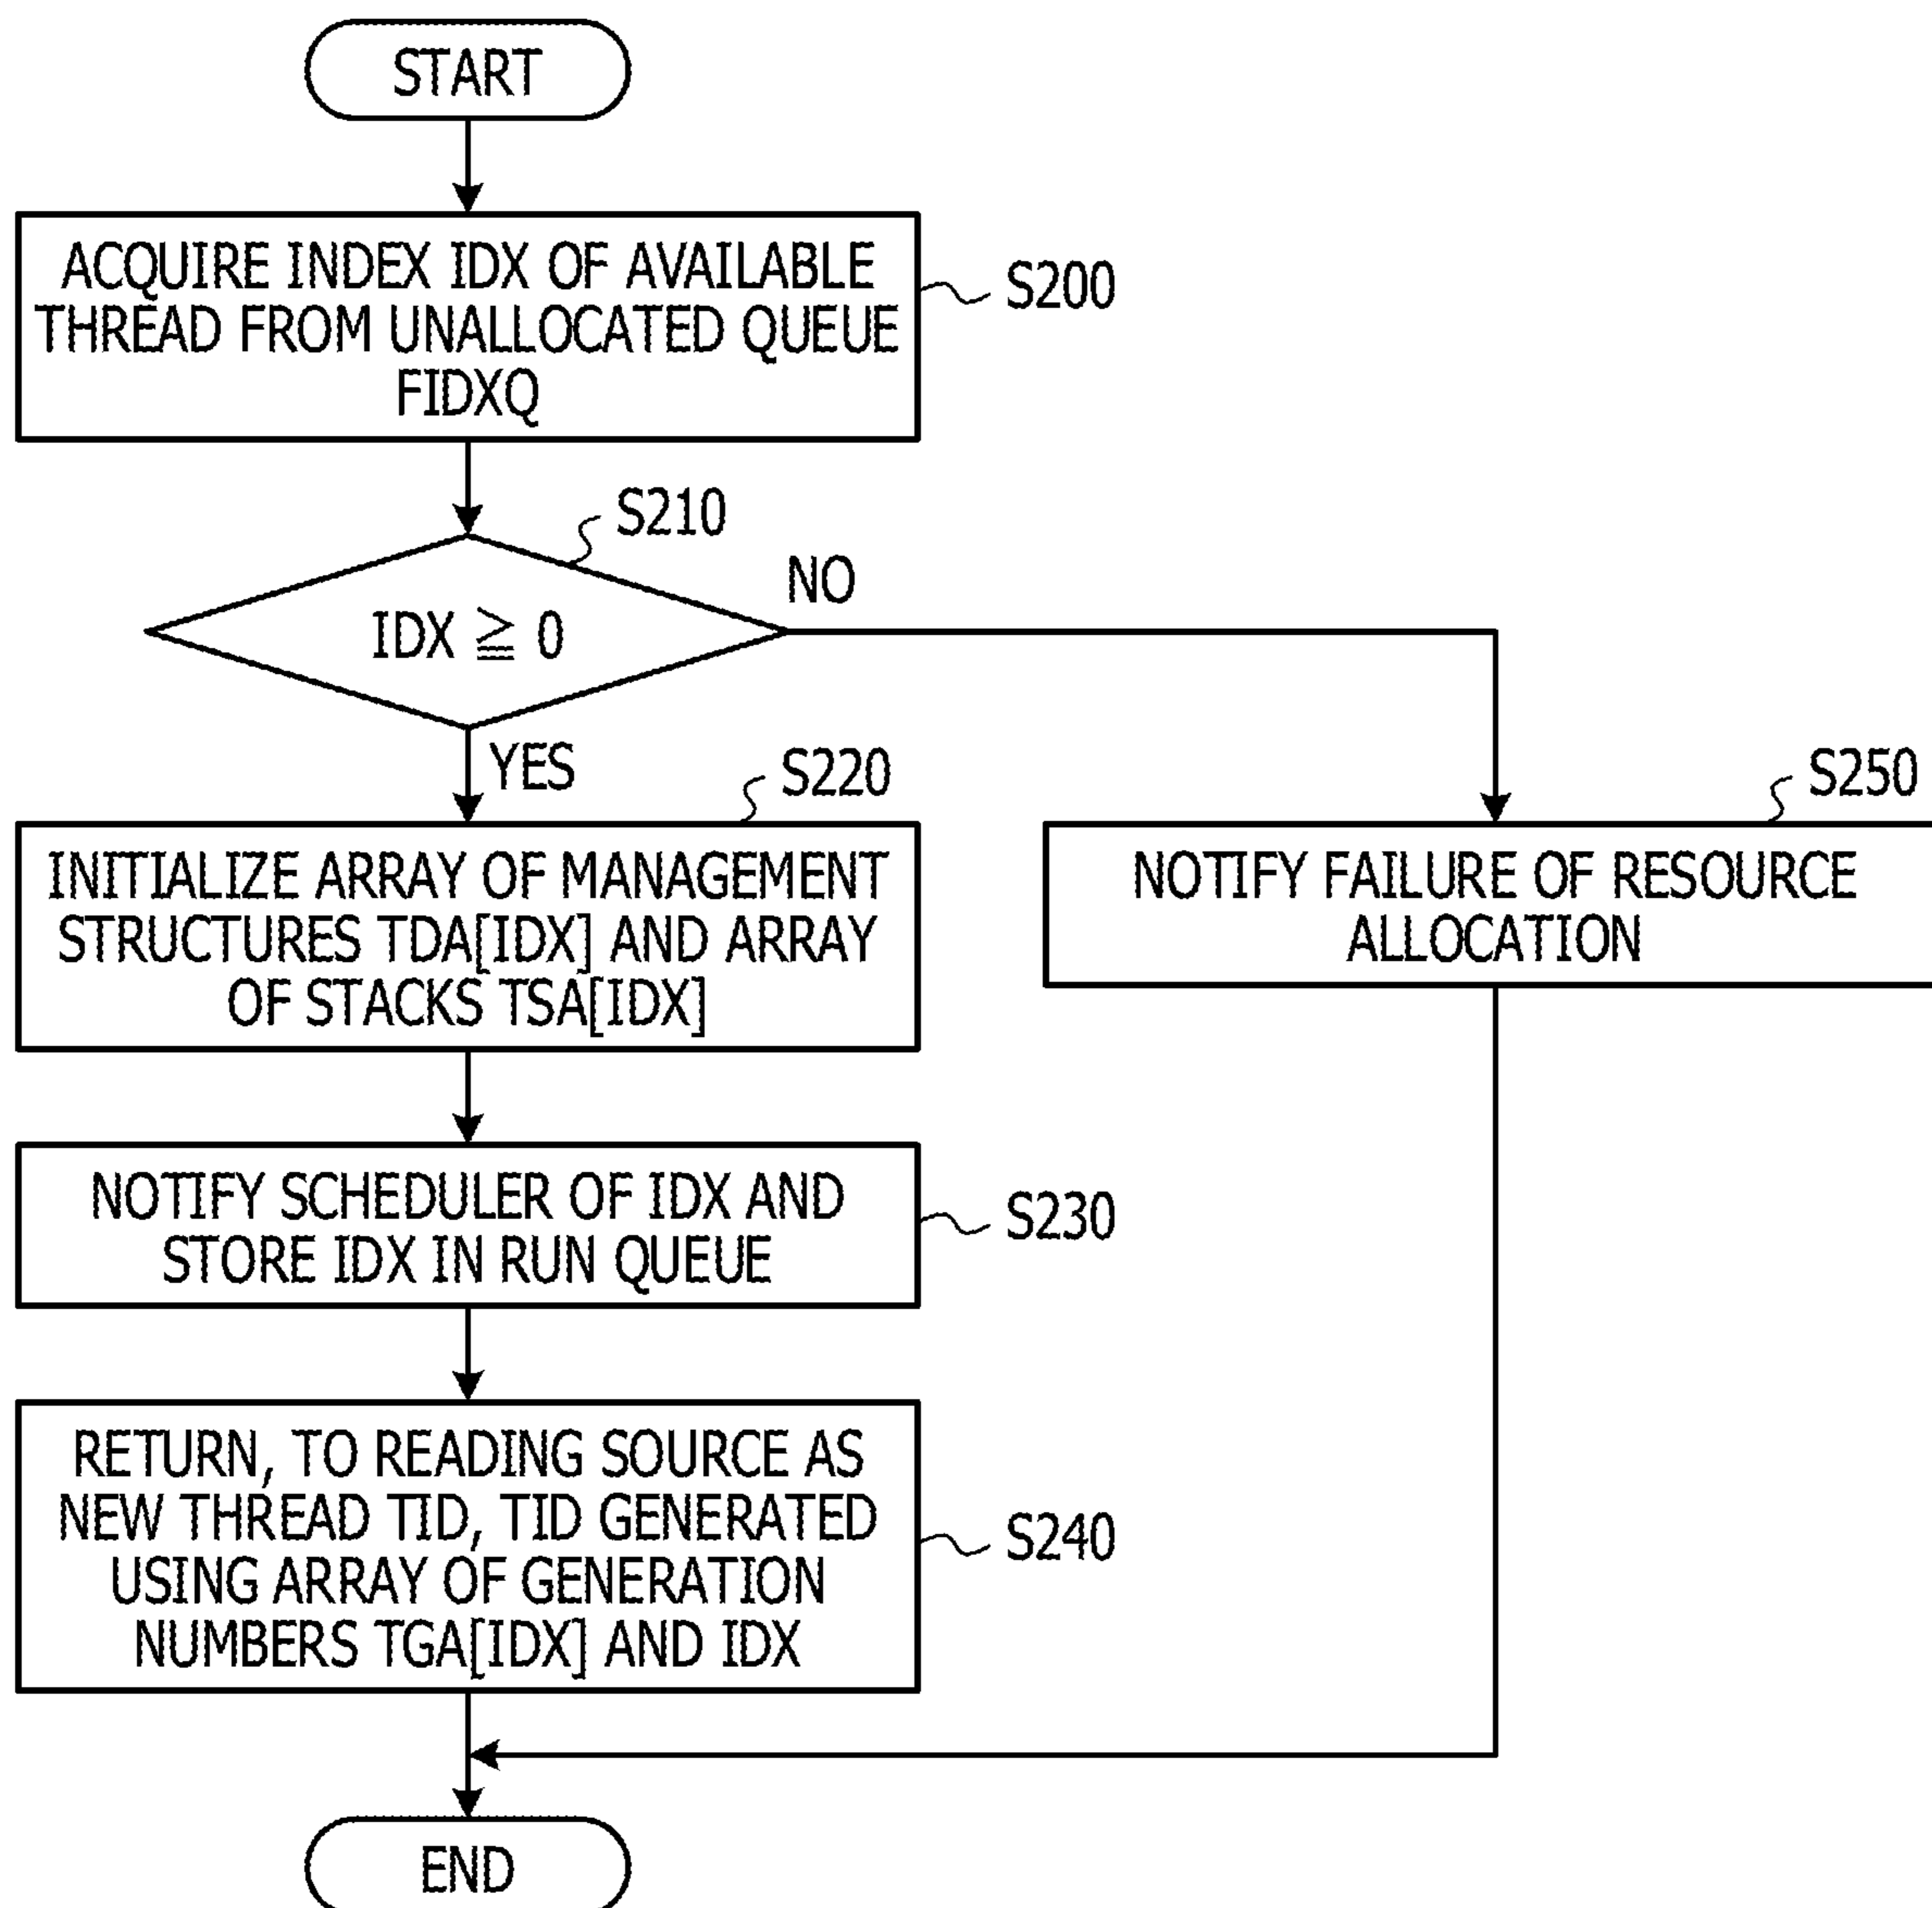 START
ACQUIRE INDEX IDX OF AVAILABLE
THREAD FROM UNALLOCATED QUEUE
FIDXQ
S200
S210
IDX ≧ 0
NO
YES
S220
INITIALIZE ARRAY OF MANAGEMENT
STRUCTURES TDA[IDX] AND ARRAY
OF STACKS TSA[IDX]
S250
NOTIFY FAILURE OF RESOURCE
ALLOCATION
NOTIFY SCHEDULER OF IDX AND
STORE IDX IN RUN QUEUE
S230
RETURN, TO READING SOURCE AS
NEW THREAD TID, TID GENERATED
USING ARRAY OF GENERATION
NUMBERS TGA[IDX] AND IDX
S240
END